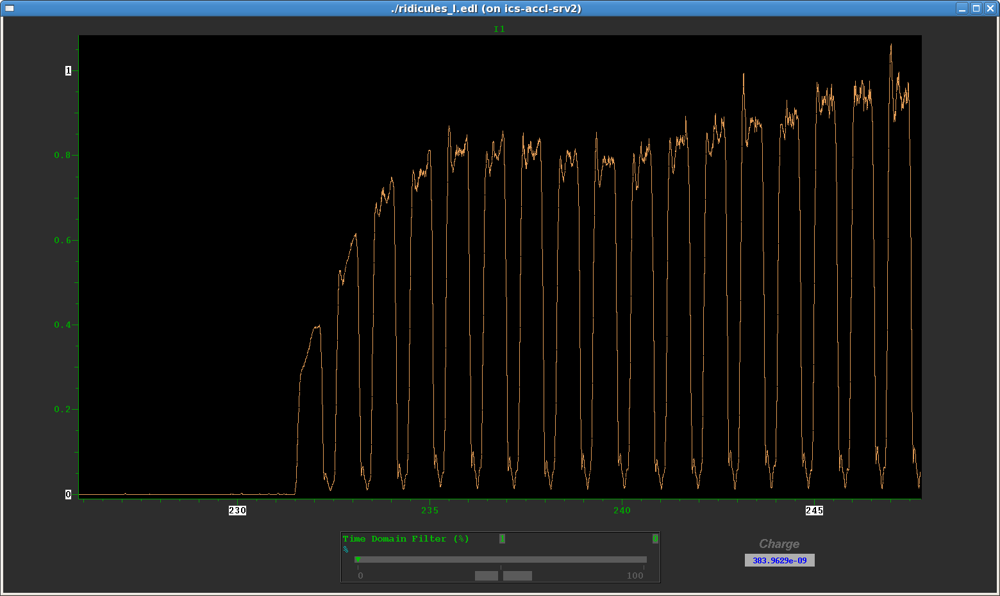 ./ridicules_l.edl (on ics-accl-srv2)
I1
1
0.8
0.6
0.4
0.2
0
230 235 240 245
Time Domain Filter (%) 1 0
%
0 100
Charge
383.9629e-09